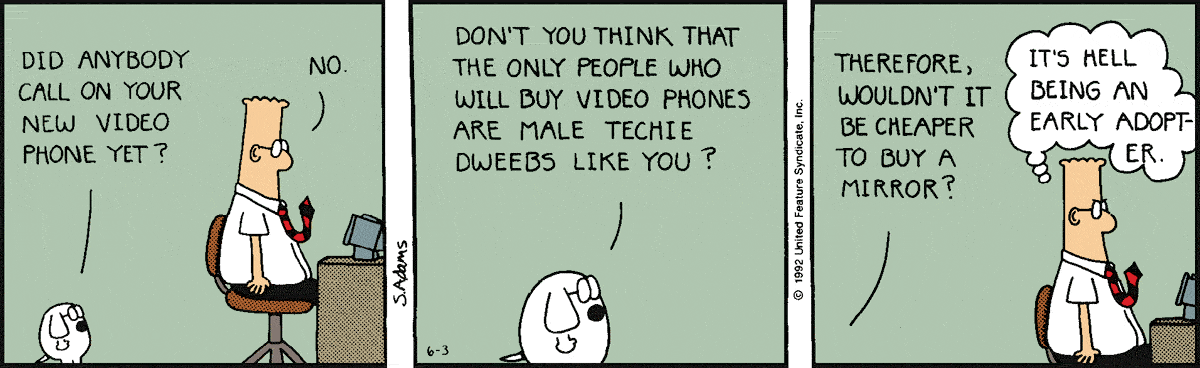 DID ANYBODY
CALL ON YOUR
NEW VIDEO
PHONE YET?
NO.
S.Adams
DON'T YOU THINK THAT
THE ONLY PEOPLE WHO
WILL BUY VIDEO PHONES
ARE MALE TECHIE
DWEEBS LIKE YOU?
6-3
© 1992 United Feature Syndicate, Inc.
THEREFORE,
WOULDN'T IT
BE CHEAPER
TO BUY A
MIRROR?
IT'S HELL
BEING AN
EARLY ADOPT-
ER.